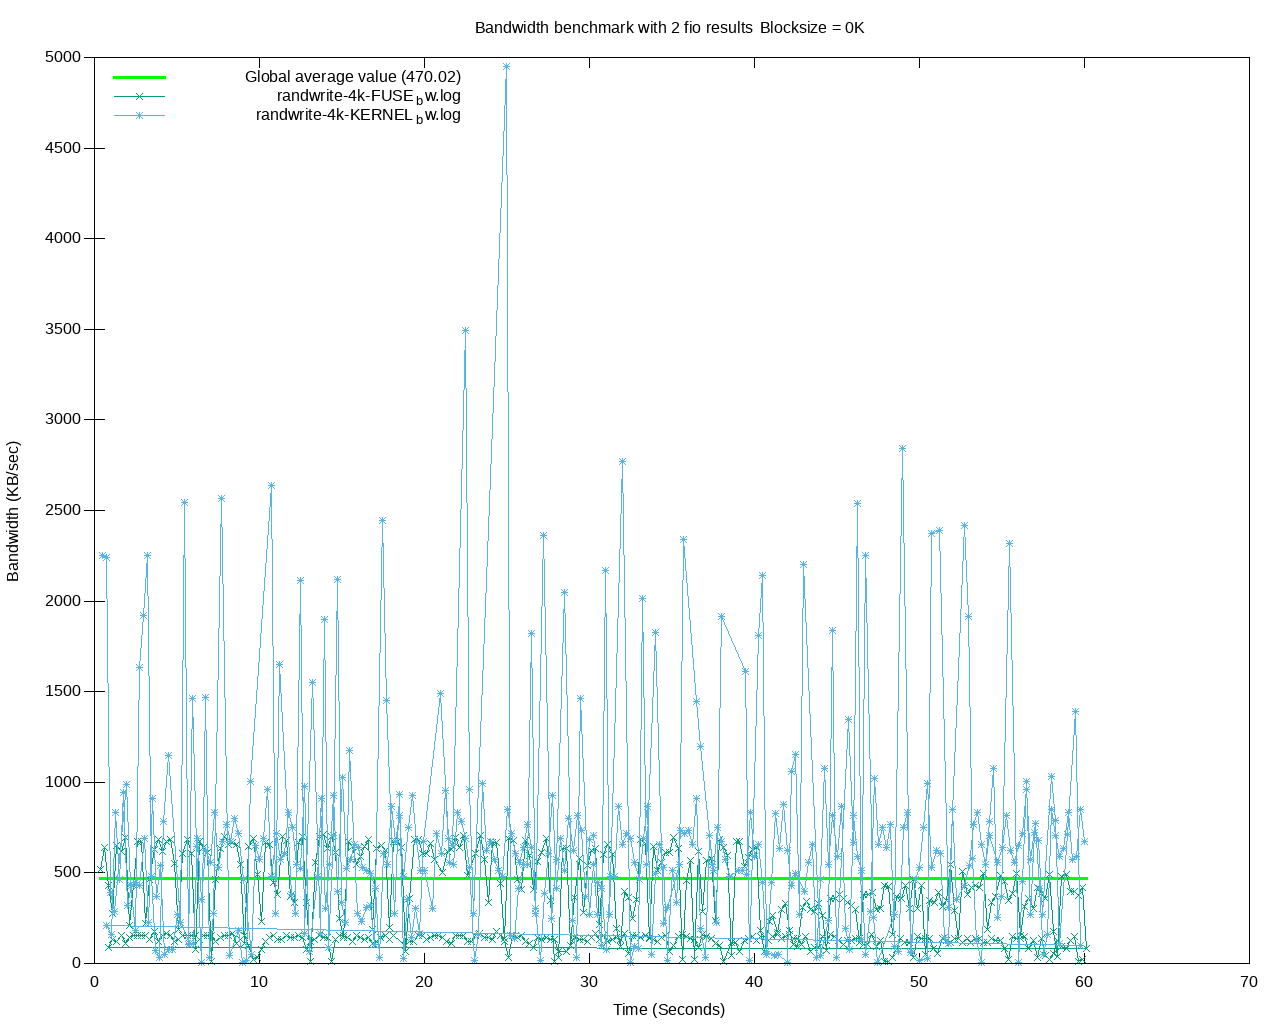 Bandwidth benchmark with 2 fio results Blocksize = 0K
5000
4500
4000
3500
3000
2500
2000
1500
1000
500
0
Bandwidth (KB/sec)
Global average value (470.02)
randwrite-4k-FUSE_bw.log
randwrite-4k-KERNEL_bw.log
0 10 20 30 40 50 60 70
Time (Seconds)